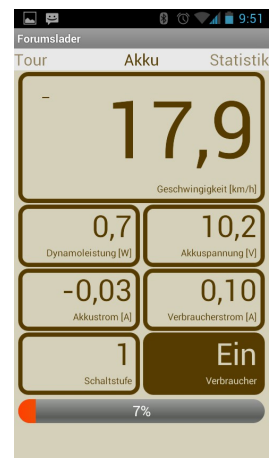 9:51
Forumslader
Tour Akku Statistik
– 17,9
Geschwingigkeit [km/h]
0,7 10,2
Dynamoleistung [W] Akkuspannung [V]
-0,03 0,10
Akkustrom [A] Verbraucherstrom [A]
1 Ein
Schaltstufe Verbraucher
7%